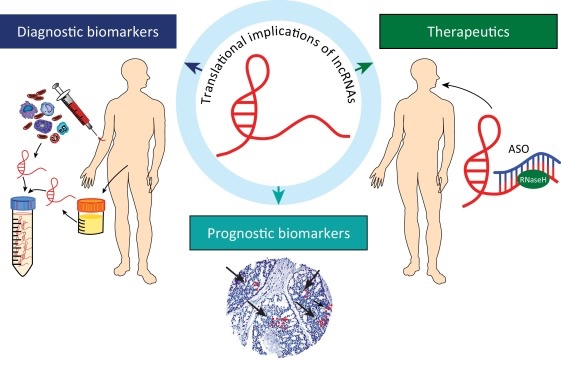 Diagnostic biomarkers
Translational implications of lncRNAs
Therapeutics
ASO
RNaseH
Prognostic biomarkers